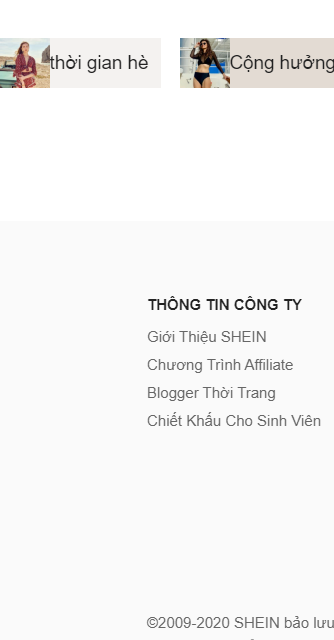 thời gian hè
Cộng hưởng
THÔNG TIN CÔNG TY
Giới Thiệu SHEIN
Chương Trình Affiliate
Blogger Thời Trang
Chiết Khấu Cho Sinh Viên
©2009-2020 SHEIN bảo lưu